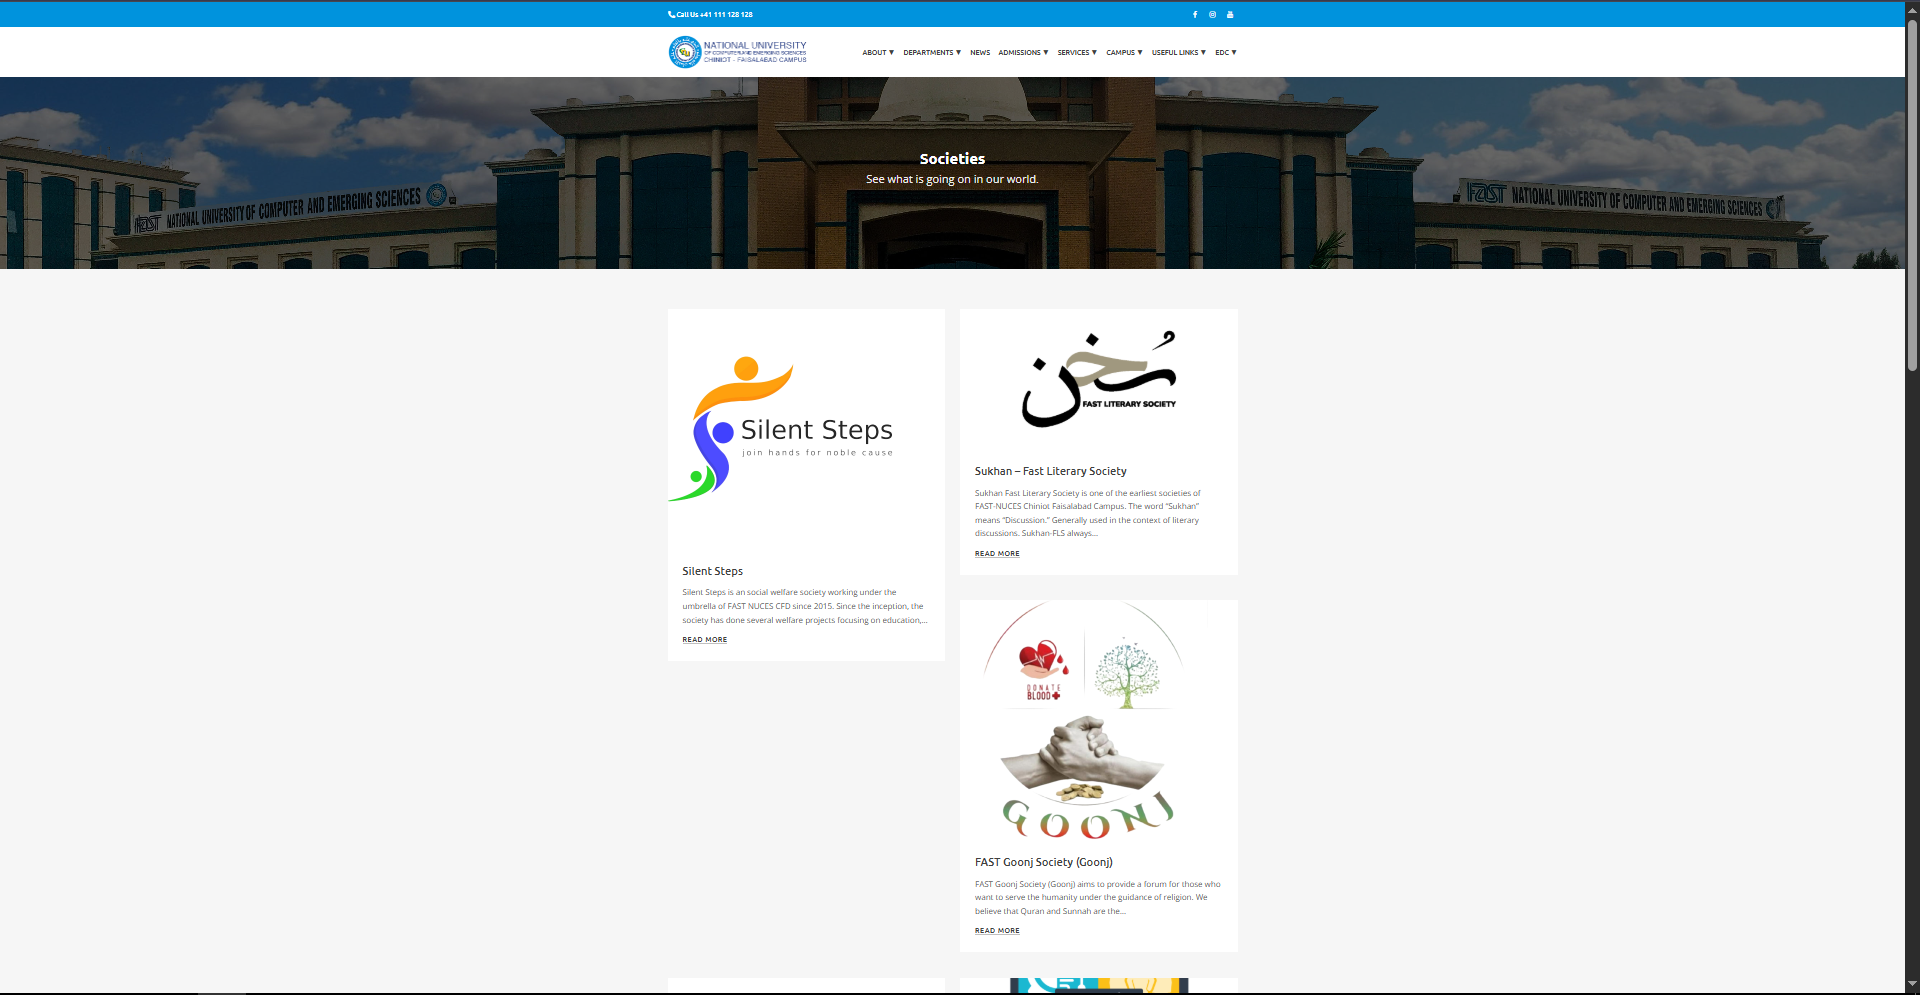 Call Us +41 111 128 128
NATIONAL UNIVERSITY
OF COMPUTER AND EMERGING SCIENCES
CHINIOT - FAISALABAD CAMPUS
ABOUT ▼ DEPARTMENTS ▼ NEWS ADMISSIONS ▼ SERVICES ▼ CAMPUS ▼ USEFUL LINKS ▼ EDC ▼
Societies
See what is going on in our world.
FAST NATIONAL UNIVERSITY OF COMPUTER AND EMERGING SCIENCES
FAST NATIONAL UNIVERSITY OF COMPUTER AND EMERGING SCIENCES
Silent Steps
join hands for noble cause
Silent Steps
Silent Steps is an social welfare society working under the
umbrella of FAST NUCES CFD since 2015. Since the inception, the
society has done several welfare projects focusing on education,...
READ MORE
سُخن
FAST LITERARY SOCIETY
Sukhan – Fast Literary Society
Sukhan Fast Literary Society is one of the earliest societies of
FAST-NUCES Chiniot Faisalabad Campus. The word “Sukhan”
means “Discussion.” Generally used in the context of literary
discussions. Sukhan-FLS always...
READ MORE
DONATE
BLOOD
GOONJ
FAST Goonj Society (Goonj)
FAST Goonj Society (Goonj) aims to provide a forum for those who
want to serve the humanity under the guidance of religion. We
believe that Quran and Sunnah are the...
READ MORE